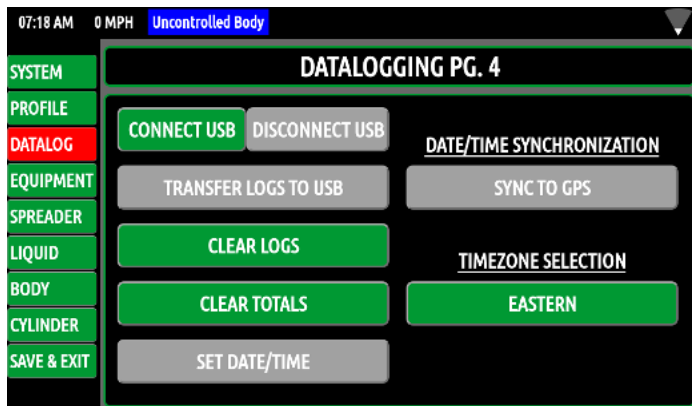 07:18 AM 0 MPH Uncontrolled Body
DATALOGGING PG. 4
SYSTEM
PROFILE
DATALOG
EQUIPMENT
SPREADER
LIQUID
BODY
CYLINDER
SAVE & EXIT
CONNECT USB DISCONNECT USB
TRANSFER LOGS TO USB
CLEAR LOGS
CLEAR TOTALS
SET DATE/TIME
DATE/TIME SYNCHRONIZATION
SYNC TO GPS
TIMEZONE SELECTION
EASTERN